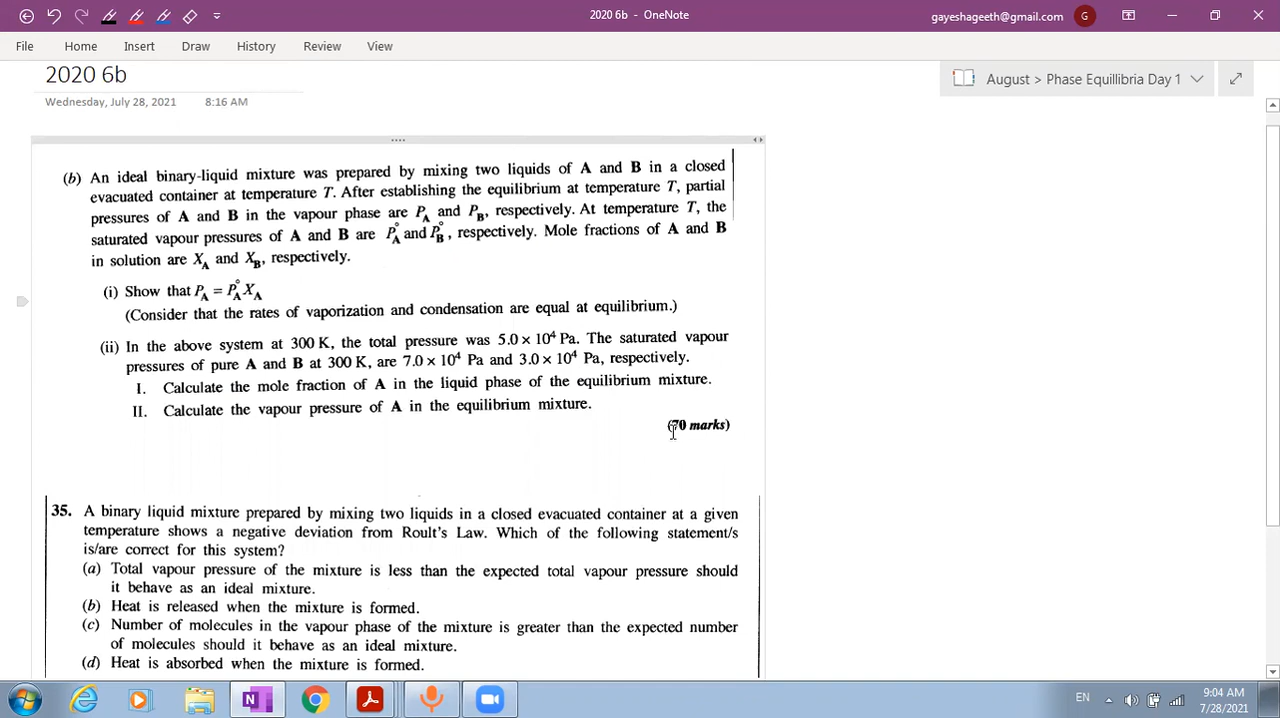 2020 6b - OneNote
gayeshageeth@gmail.com
G
File
Home
Insert
Draw
History
Review
View
2020 6b
Wednesday, July 28, 2021
8:16 AM
August > Phase Equillibria Day 1
(b) An ideal binary-liquid mixture was prepared by mixing two liquids of A and B in a closed
evacuated container at temperature T. After establishing the equilibrium at temperature T, partial
pressures of A and B in the vapour phase are P_A and P_B, respectively. At temperature T, the
saturated vapour pressures of A and B are P°_A and P°_B, respectively. Mole fractions of A and B
in solution are X_A and X_B, respectively.
(i) Show that P_A = P°_A X_A
(Consider that the rates of vaporization and condensation are equal at equilibrium.)
(ii) In the above system at 300 K, the total pressure was 5.0 × 10⁴ Pa. The saturated vapour
pressures of pure A and B at 300 K, are 7.0 × 10⁴ Pa and 3.0 × 10⁴ Pa, respectively.
I. Calculate the mole fraction of A in the liquid phase of the equilibrium mixture.
II. Calculate the vapour pressure of A in the equilibrium mixture.
(70 marks)
35. A binary liquid mixture prepared by mixing two liquids in a closed evacuated container at a given
temperature shows a negative deviation from Roult's Law. Which of the following statement/s
is/are correct for this system?
(a) Total vapour pressure of the mixture is less than the expected total vapour pressure should
it behave as an ideal mixture.
(b) Heat is released when the mixture is formed.
(c) Number of molecules in the vapour phase of the mixture is greater than the expected number
of molecules should it behave as an ideal mixture.
(d) Heat is absorbed when the mixture is formed.
EN
9:04 AM
7/28/2021